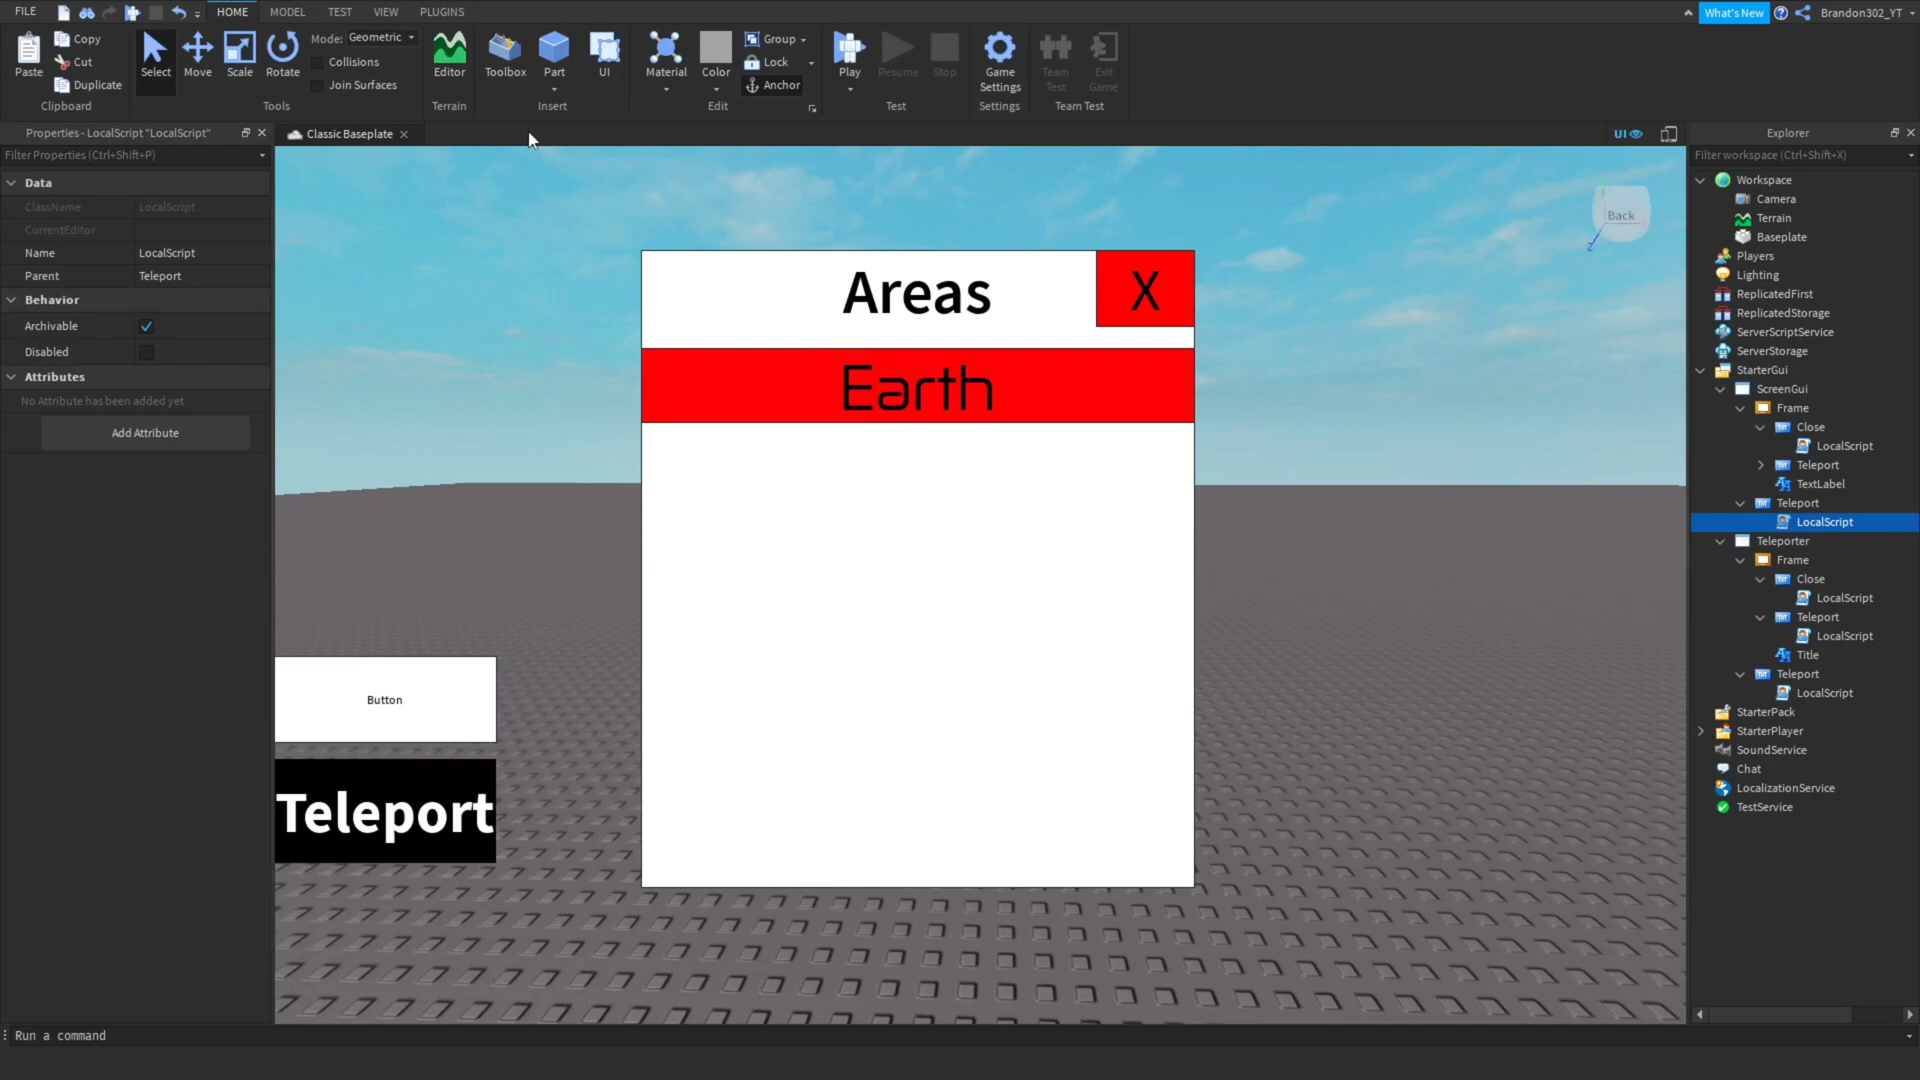 FILE HOME MODEL TEST VIEW PLUGINS What's New Brandon302_YT
Paste Copy Cut Duplicate Clipboard
Select Move Scale Rotate Mode: Geometric Collisions Join Surfaces Tools
Editor Terrain
Toolbox Part UI Insert
Material Color Group Lock Anchor Edit
Play Resume Stop Test
Game Settings Settings
Team Test Exit Game Team Test
Properties - LocalScript "LocalScript"
Filter Properties (Ctrl+Shift+P)
Data
ClassName LocalScript
CurrentEditor
Name LocalScript
Parent Teleport
Behavior
Archivable
Disabled
Attributes
No Attribute has been added yet
Add Attribute
Classic Baseplate
UI
Back
Z
Areas
X
Earth
Button
Teleport
Explorer
Filter workspace (Ctrl+Shift+X)
Workspace
Camera
Terrain
Baseplate
Players
Lighting
ReplicatedFirst
ReplicatedStorage
ServerScriptService
ServerStorage
StarterGui
ScreenGui
Frame
Close
LocalScript
Teleport
TextLabel
Teleport
LocalScript
Teleporter
Frame
Close
LocalScript
Teleport
LocalScript
Title
Teleport
LocalScript
StarterPack
StarterPlayer
SoundService
Chat
LocalizationService
TestService
Run a command